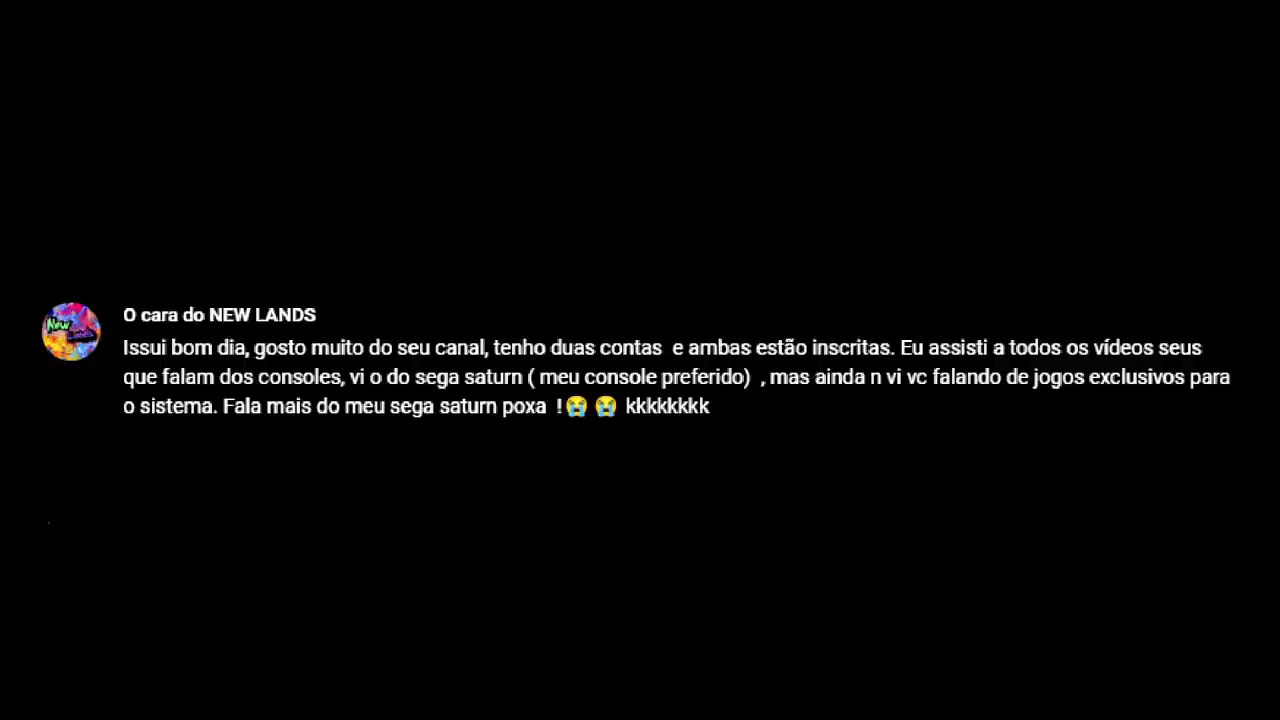 O cara do NEW LANDS
Issui bom dia, gosto muito do seu canal, tenho duas contas  e ambas estão inscritas. Eu assisti a todos os vídeos seus
que falam dos consoles, vi o do sega saturn ( meu console preferido)  , mas ainda n vi vc falando de jogos exclusivos para
o sistema. Fala mais do meu sega saturn poxa  !😭 😭 kkkkkkkk
New